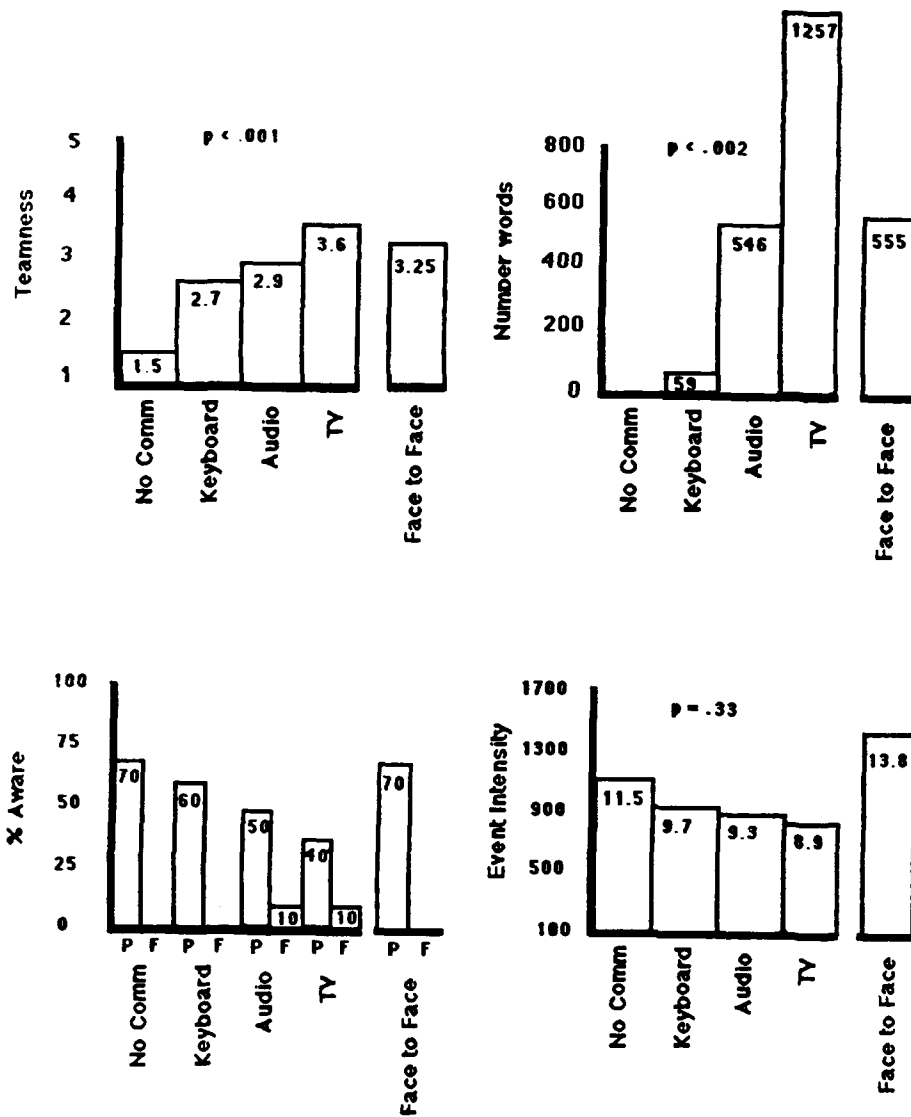 Teamness
5
4
3
2
1
p < .001
1.5
2.7
2.9
3.6
3.25
No Comm
Keyboard
Audio
TV
Face to Face
Number words
800
600
400
200
0
p < .002
59
546
1257
555
No Comm
Keyboard
Audio
TV
Face to Face
% Aware
100
75
50
25
0
70
60
50
10
40
10
70
P F P F P F P F P F
No Comm
Keyboard
Audio
TV
Face to Face
Event Intensity
1700
1300
900
500
100
p = .33
11.5
9.7
9.3
8.9
13.8
No Comm
Keyboard
Audio
TV
Face to Face